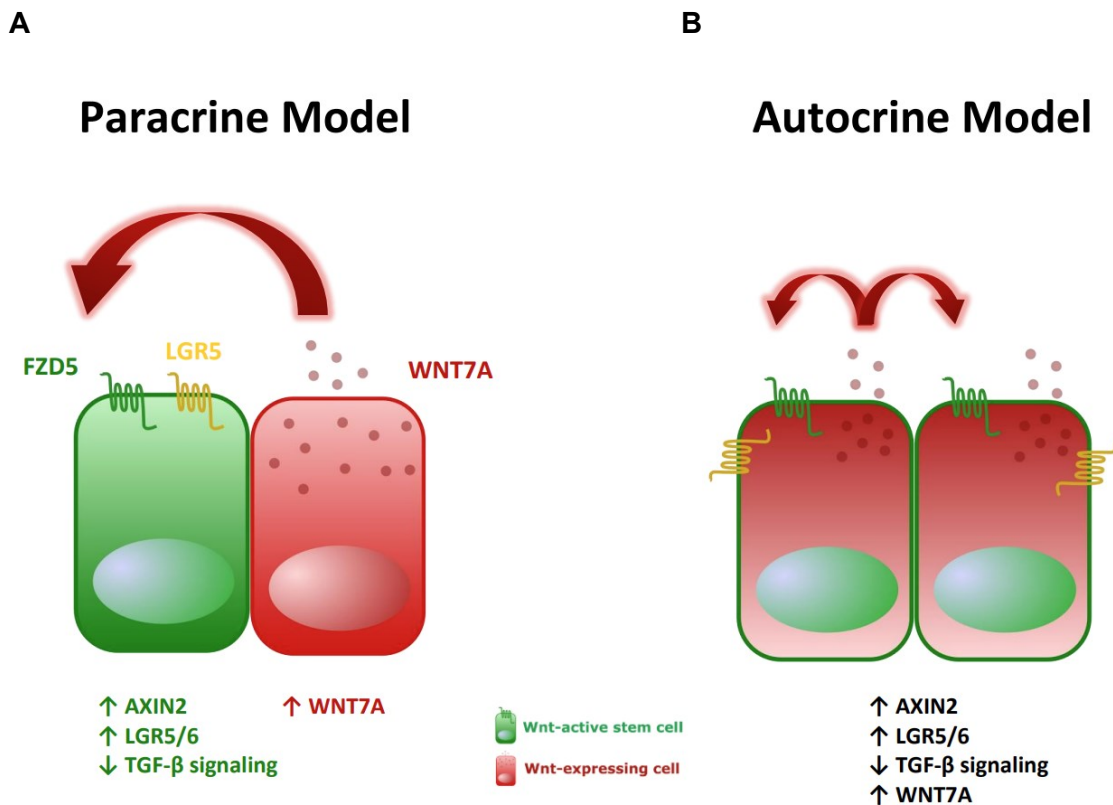 A
B
Paracrine Model
Autocrine Model
FZD5
LGR5
WNT7A
↑ AXIN2
↑ LGR5/6
↓ TGF-β signaling
↑ WNT7A
Wnt-active stem cell
Wnt-expressing cell
↑ AXIN2
↑ LGR5/6
↓ TGF-β signaling
↑ WNT7A